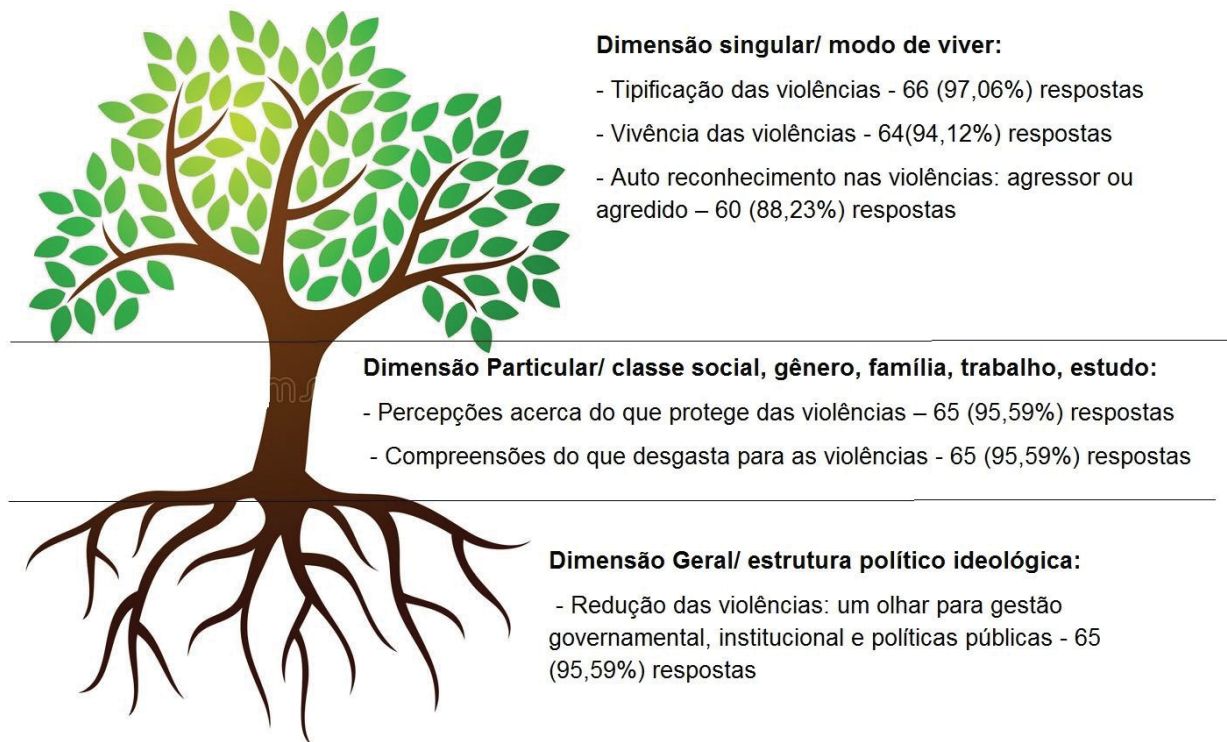 Dimensão singular/ modo de viver:
- Tipificação das violências - 66 (97,06%) respostas
- Vivência das violências - 64(94,12%) respostas
- Auto reconhecimento nas violências: agressor ou
agredido – 60 (88,23%) respostas
Dimensão Particular/ classe social, gênero, família, trabalho, estudo:
- Percepções acerca do que protege das violências – 65 (95,59%) respostas
- Compreensões do que desgasta para as violências - 65 (95,59%) respostas
Dimensão Geral/ estrutura político ideológica:
- Redução das violências: um olhar para gestão
governamental, institucional e políticas públicas - 65
(95,59%) respostas